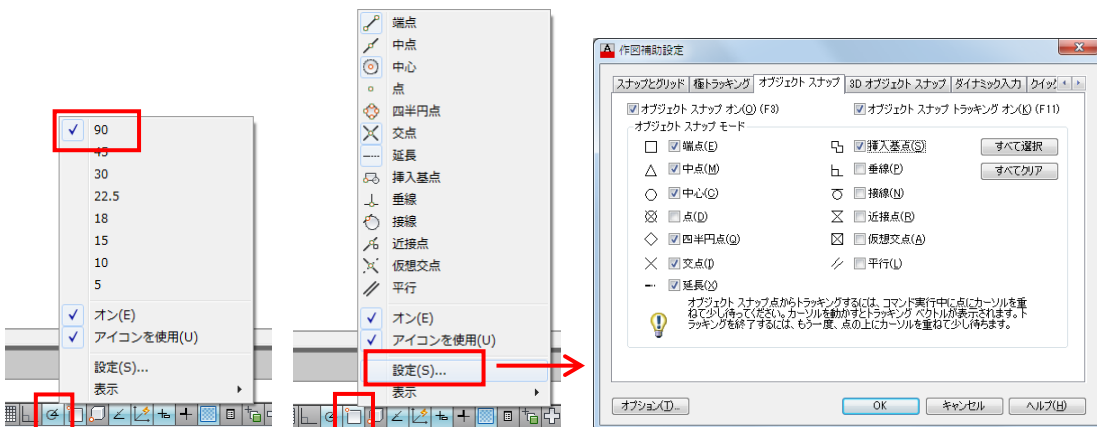 90
45
30
22.5
18
15
10
5
オン(E)
アイコンを使用(U)
設定(S)...
表示
端点
中点
中心
点
四半円点
交点
延長
挿入基点
垂線
接線
近接点
仮想交点
平行
オン(E)
アイコンを使用(U)
設定(S)...
表示
作図補助設定
スナップとグリッド 極トラッキング オブジェクト スナップ 3D オブジェクト スナップ ダイナミック入力
オブジェクト スナップ オン(O) (F3)
オブジェクト スナップ トラッキング オン(K) (F11)
オブジェクト スナップ モード
端点(E)
中点(M)
中心(C)
点(D)
四半円点(Q)
交点(I)
延長(X)
挿入基点(S)
垂線(P)
接線(N)
近接点(R)
仮想交点(A)
平行(L)
すべて選択
すべてクリア
オブジェクト スナップ点からトラッキングするには、コマンド実行中に点にカーソルを重
ねて少し待ってください。カーソルを動かすとトラッキング ベクトルが表示されます。ト
ラッキングを終了するには、もう一度、点の上にカーソルを重ねて少し待ちます。
オプション(T)...
OK
キャンセル
ヘルプ(H)